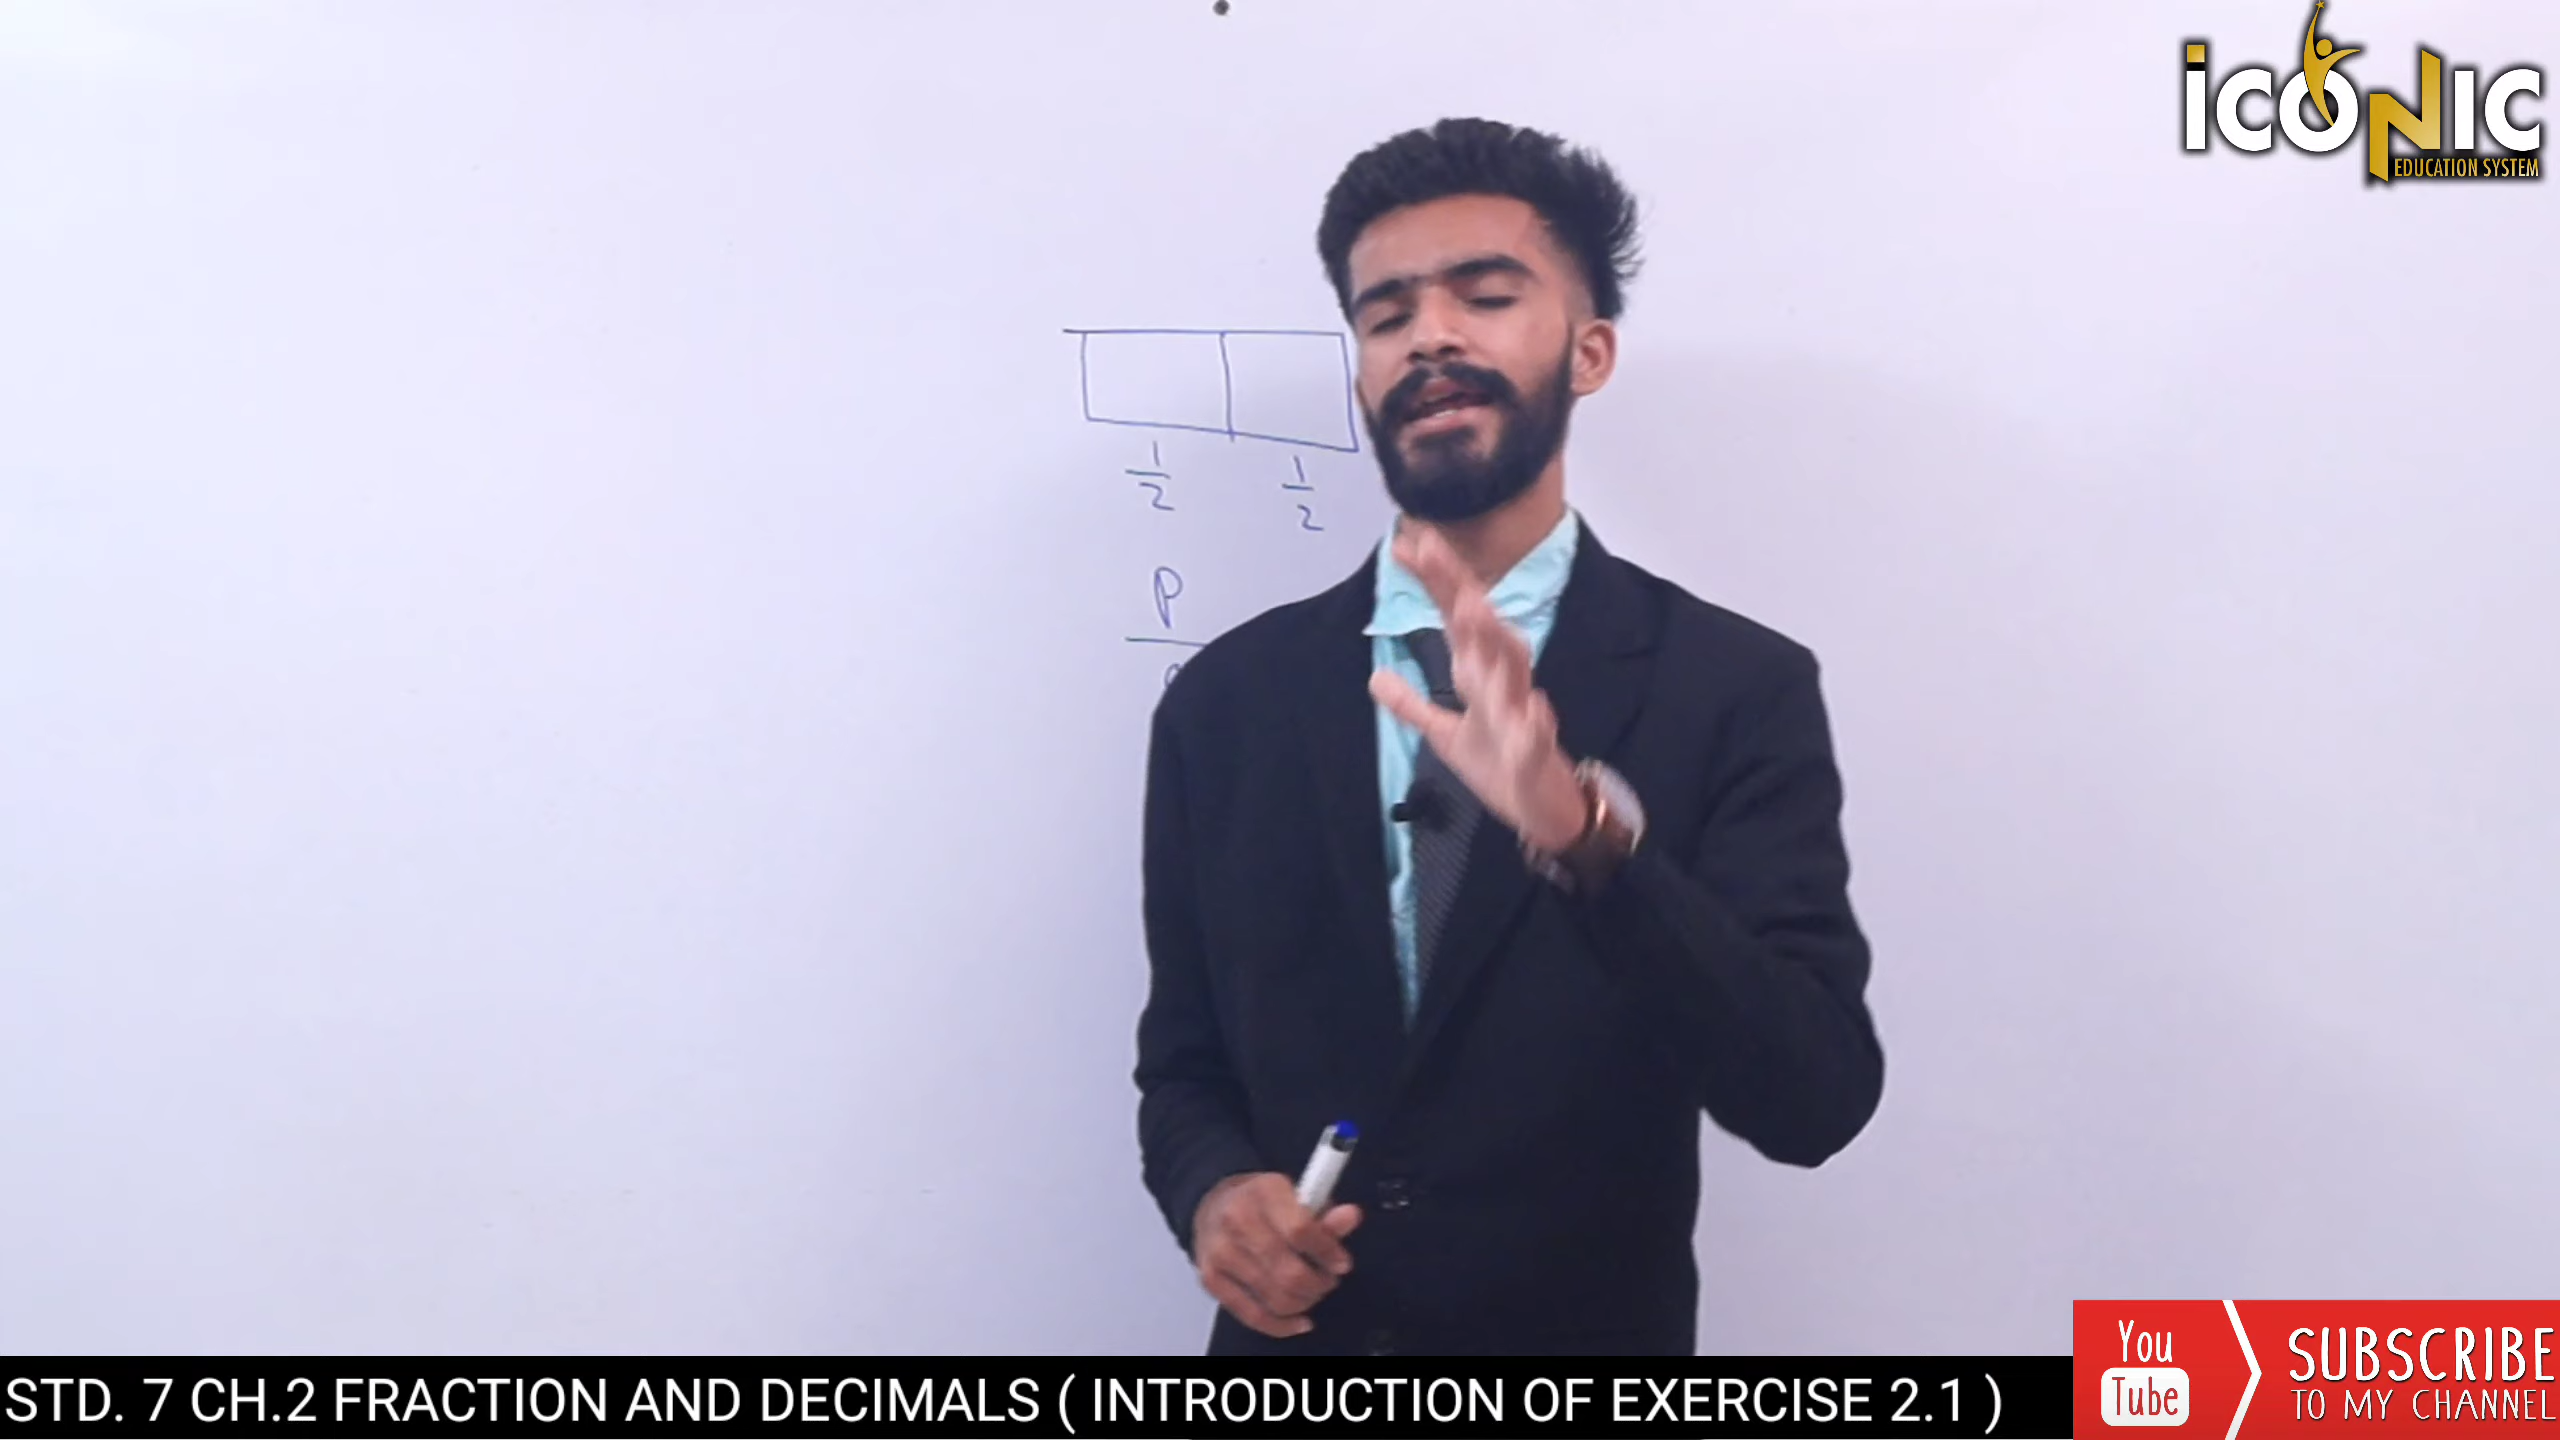 ICONIC
EDUCATION SYSTEM
1/2 1/2
P
STD. 7 CH.2 FRACTION AND DECIMALS ( INTRODUCTION OF EXERCISE 2.1 )
You
Tube
SUBSCRIBE
TO MY CHANNEL